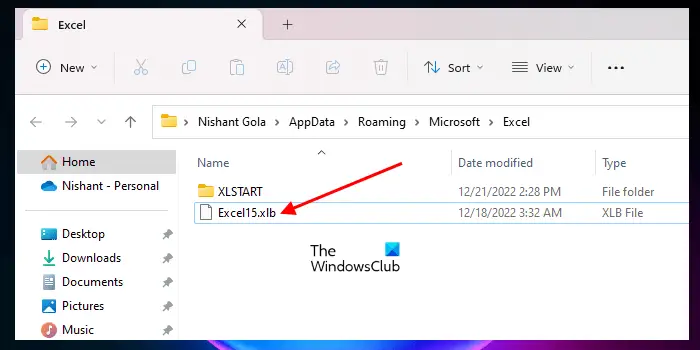 Excel
New
Sort
View
Nishant Gola > AppData > Roaming > Microsoft > Excel
Home
Nishant - Personal
Desktop
Downloads
Documents
Pictures
Music
Name Date modified Type
XLSTART 12/21/2022 2:28 PM File folder
Excel15.xlb 12/18/2022 3:32 AM XLB File
The
WindowsClub